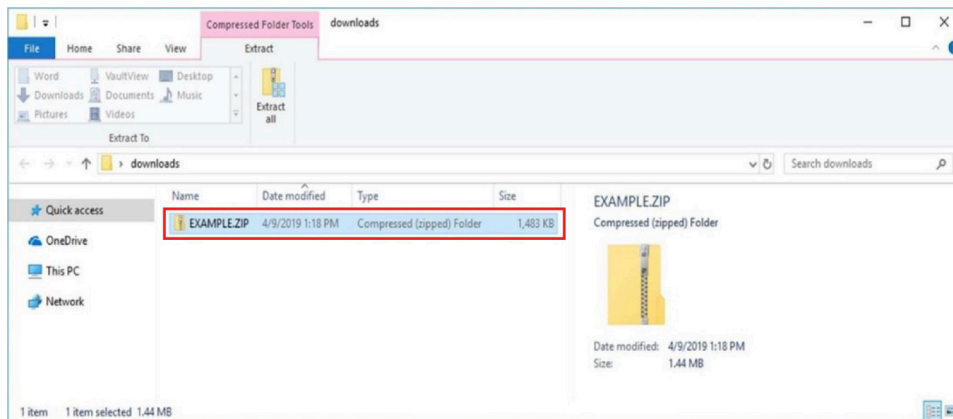 Compressed Folder Tools downloads
File Home Share View Extract
Word VaultView Desktop
Downloads Documents Music
Pictures Videos
Extract all
Extract To
downloads
Search downloads
Name Date modified Type Size
EXAMPLE.ZIP 4/9/2019 1:18 PM Compressed (zipped) Folder 1,483 KB
Quick access
OneDrive
This PC
Network
EXAMPLE.ZIP
Compressed (zipped) Folder
Date modified: 4/9/2019 1:18 PM
Size: 1.44 MB
1 item 1 item selected 1.44 MB